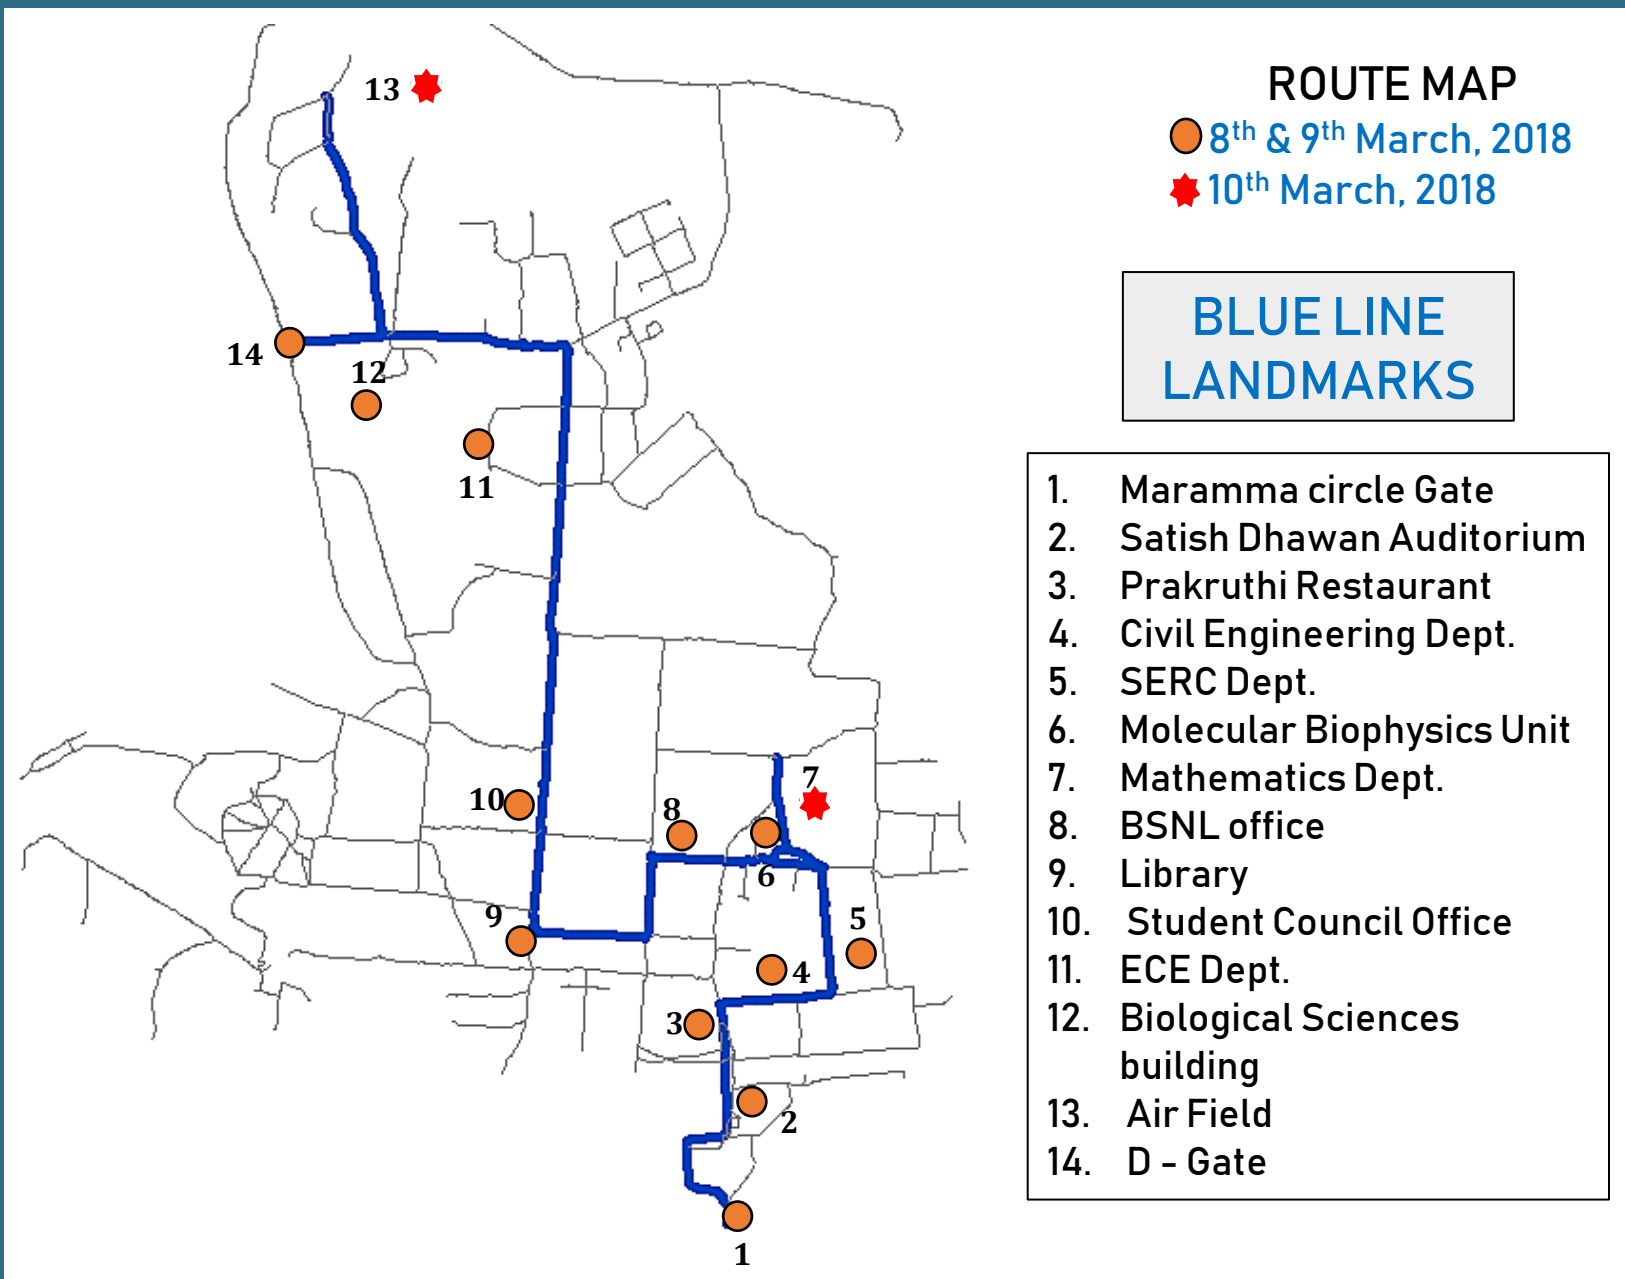 ROUTE MAP
8th & 9th March, 2018
10th March, 2018
BLUE LINE
LANDMARKS
1. Maramma circle Gate
2. Satish Dhawan Auditorium
3. Prakruthi Restaurant
4. Civil Engineering Dept.
5. SERC Dept.
6. Molecular Biophysics Unit
7. Mathematics Dept.
8. BSNL office
9. Library
10. Student Council Office
11. ECE Dept.
12. Biological Sciences
building
13. Air Field
14. D - Gate
13
14
12
11
7
10
8
6
9
5
4
3
2
1